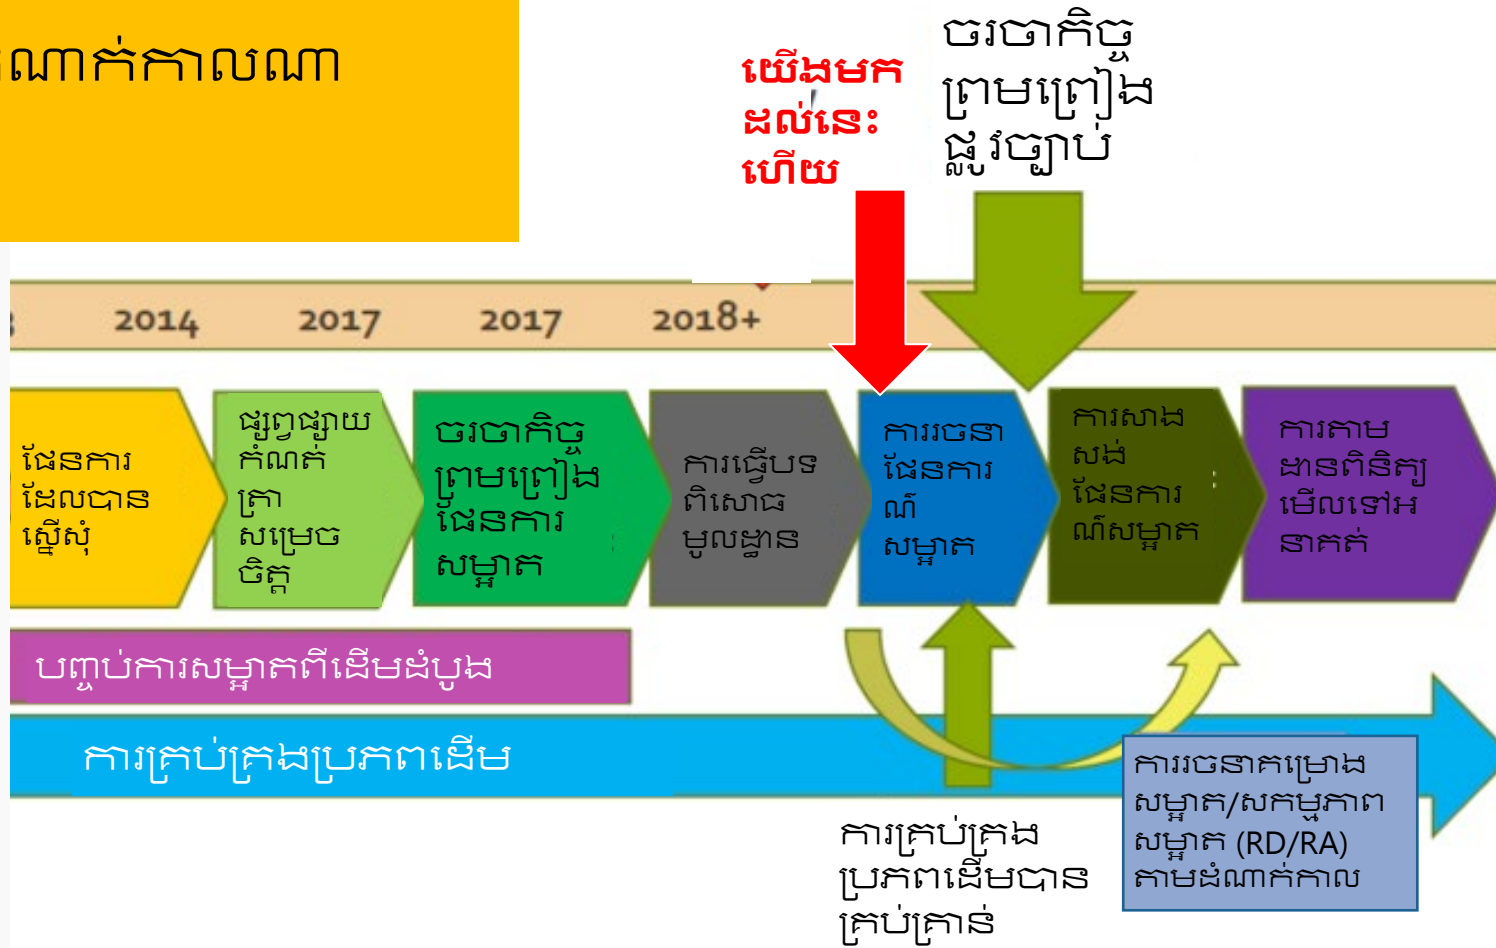 ណាក់កាលណា
យើងមក
ដល់នេះ
ហើយ
ចរចាកិច្ច
ព្រមព្រៀង
ផ្លូវច្បាប់
2014
2017
2017
2018+
ផែនការ
ដែលបាន
ស្នើសុំ
ផ្សព្វផ្សាយ
កំណត់
ត្រា
សម្រេច
ចិត្ត
ចរចាកិច្ច
ព្រមព្រៀង
ផែនការ
សម្អាត
ការធ្វើបទ
ពិសោធ
មូលដ្ឋាន
ការរចនា
ផែនការ
ណ៍
សម្អាត
ការសាង
សង់
ផែនការ
ណ៍សម្អាត
ការតាម
ដានពិនិត្យ
មើលទៅអ
នាគត់
បញ្ចប់ការសម្អាតពីដើមដំបូង
ការគ្រប់គ្រងប្រភពដើម
ការគ្រប់គ្រង
ប្រភពដើមបាន
គ្រប់គ្រាន់
ការរចនាគម្រោង
សម្អាត/សកម្មភាព
សម្អាត (RD/RA)
តាមដំណាក់កាល